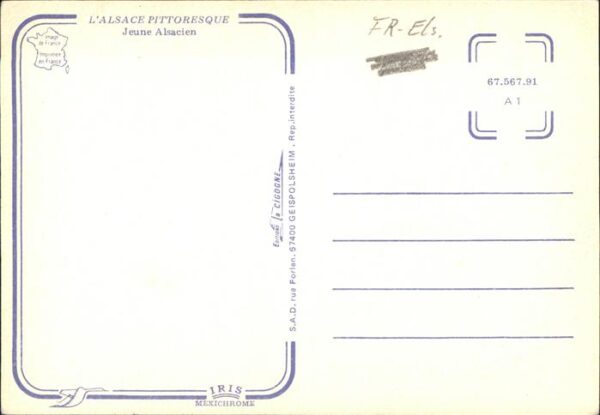 L'ALSACE PITTORESQUE
Jeune Alsacien
Image
de France
Imprimée
en France
FR-Els.
67.567.91
A 1
Editions la CIGOGNE
S.A.D. rue Forlen. 67400 GEISPOLSHEIM. Rep.interdite
IRIS
MEXICHROME